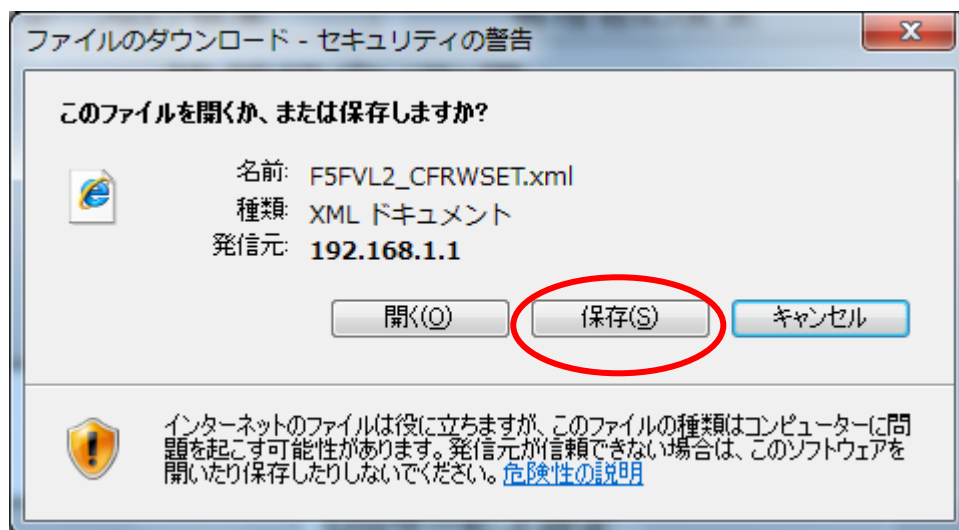 ファイルのダウンロード - セキュリティの警告
x
このファイルを開くか、または保存しますか?
名前: F5FVL2_CFRWSET.xml
種類: XML ドキュメント
発信元: 192.168.1.1
開く(O) 保存(S) キャンセル
インターネットのファイルは役に立ちますが、このファイルの種類はコンピューターに問
題を起こす可能性があります。発信元が信頼できない場合は、このソフトウェアを
開いたり保存したりしないでください。危険性の説明